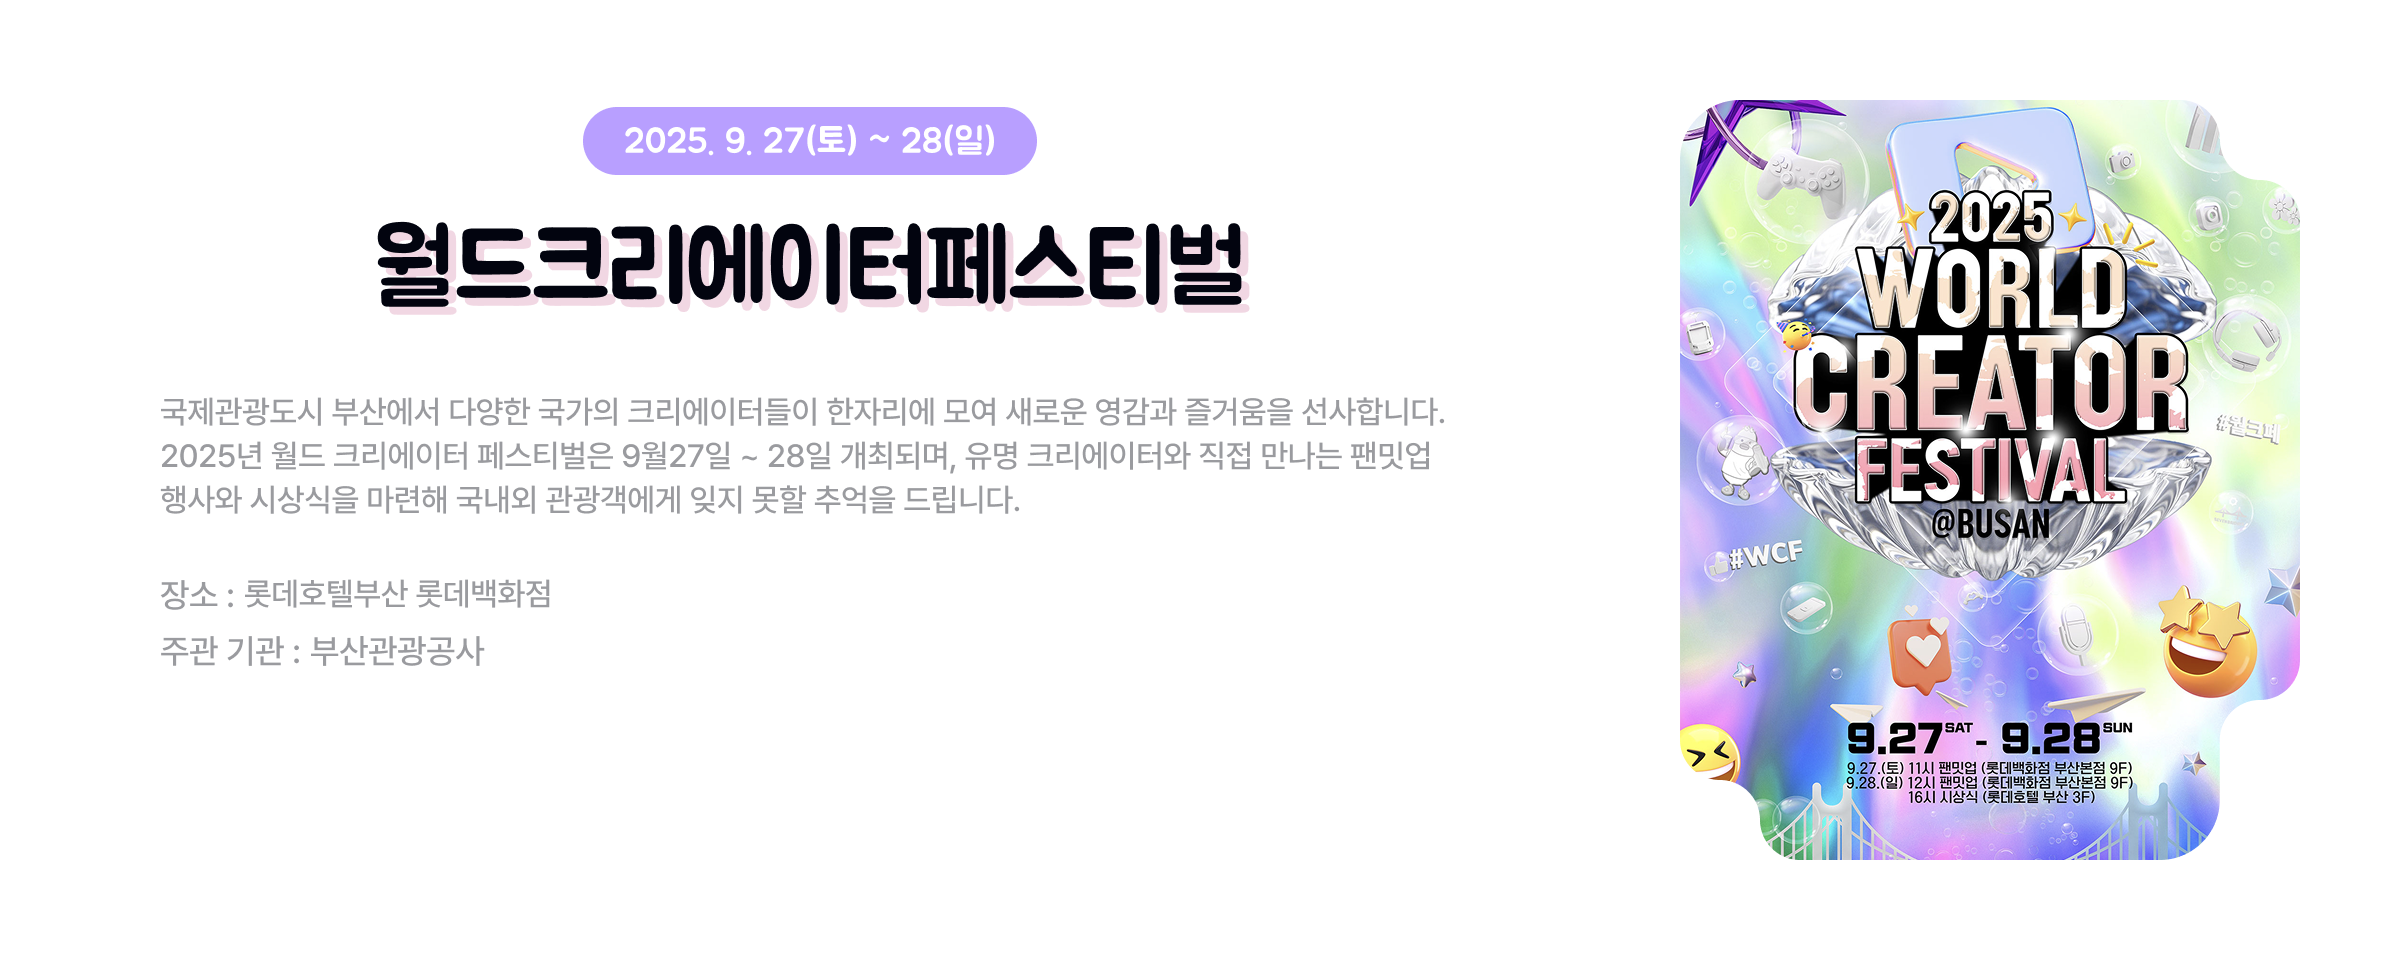 2025. 9. 27(토) ~ 28(일)
월드크리에이터페스티벌
국제관광도시 부산에서 다양한 국가의 크리에이터들이 한자리에 모여 새로운 영감과 즐거움을 선사합니다.
2025년 월드 크리에이터 페스티벌은 9월27일 ~ 28일 개최되며, 유명 크리에이터와 직접 만나는 팬밋업
행사와 시상식을 마련해 국내외 관광객에게 잊지 못할 추억을 드립니다.
장소 : 롯데호텔부산 롯데백화점
주관 기관 : 부산관광공사
2025
WORLD
CREATOR
FESTIVAL
@BUSAN
#월크페
#WCF
9.27SAT - 9.28SUN
9.27.(토) 11시 팬밋업 (롯데백화점 부산본점 9F)
9.28.(일) 12시 팬밋업 (롯데백화점 부산본점 9F)
16시 시상식 (롯데호텔 부산 3F)